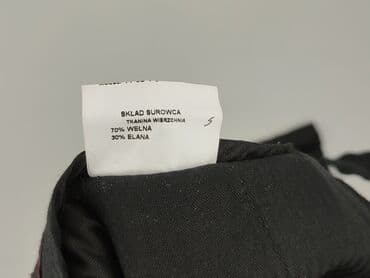 SKŁAD SUROWCA
TKANINA WIERZCHNIA
70% WEŁNA
30% ELANA